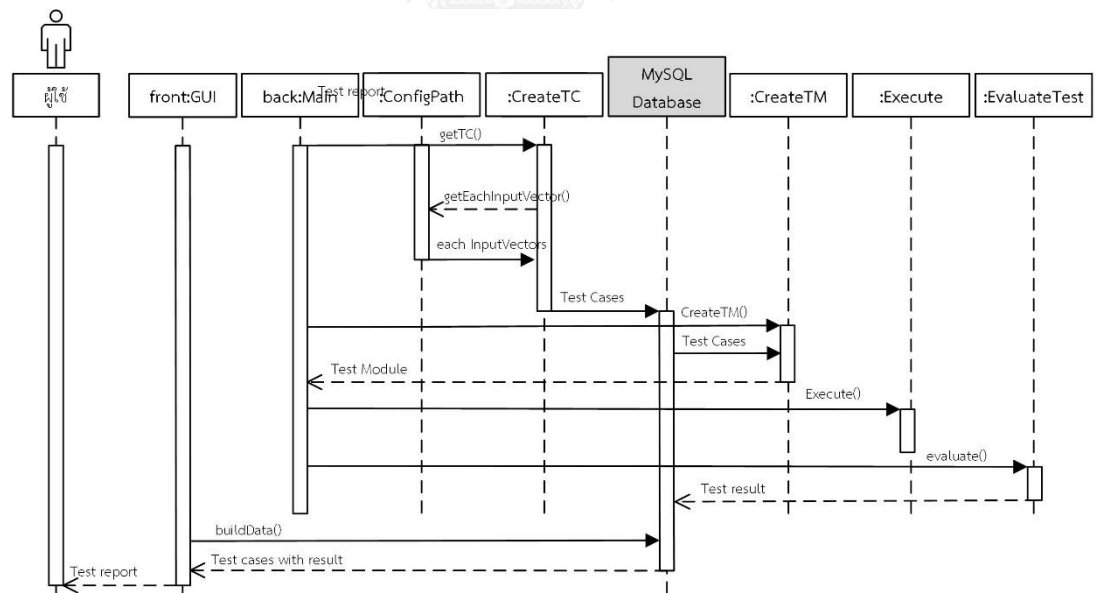 ผู้ใช้
front:GUI
back:Main
Test report
:ConfigPath
:CreateTC
MySQL
Database
:CreateTM
:Execute
:EvaluateTest
getTC()
getEachInputVector()
each InputVectors
Test Cases
CreateTM()
Test Cases
Test Module
Execute()
evaluate()
Test result
buildData()
Test cases with result
Test report